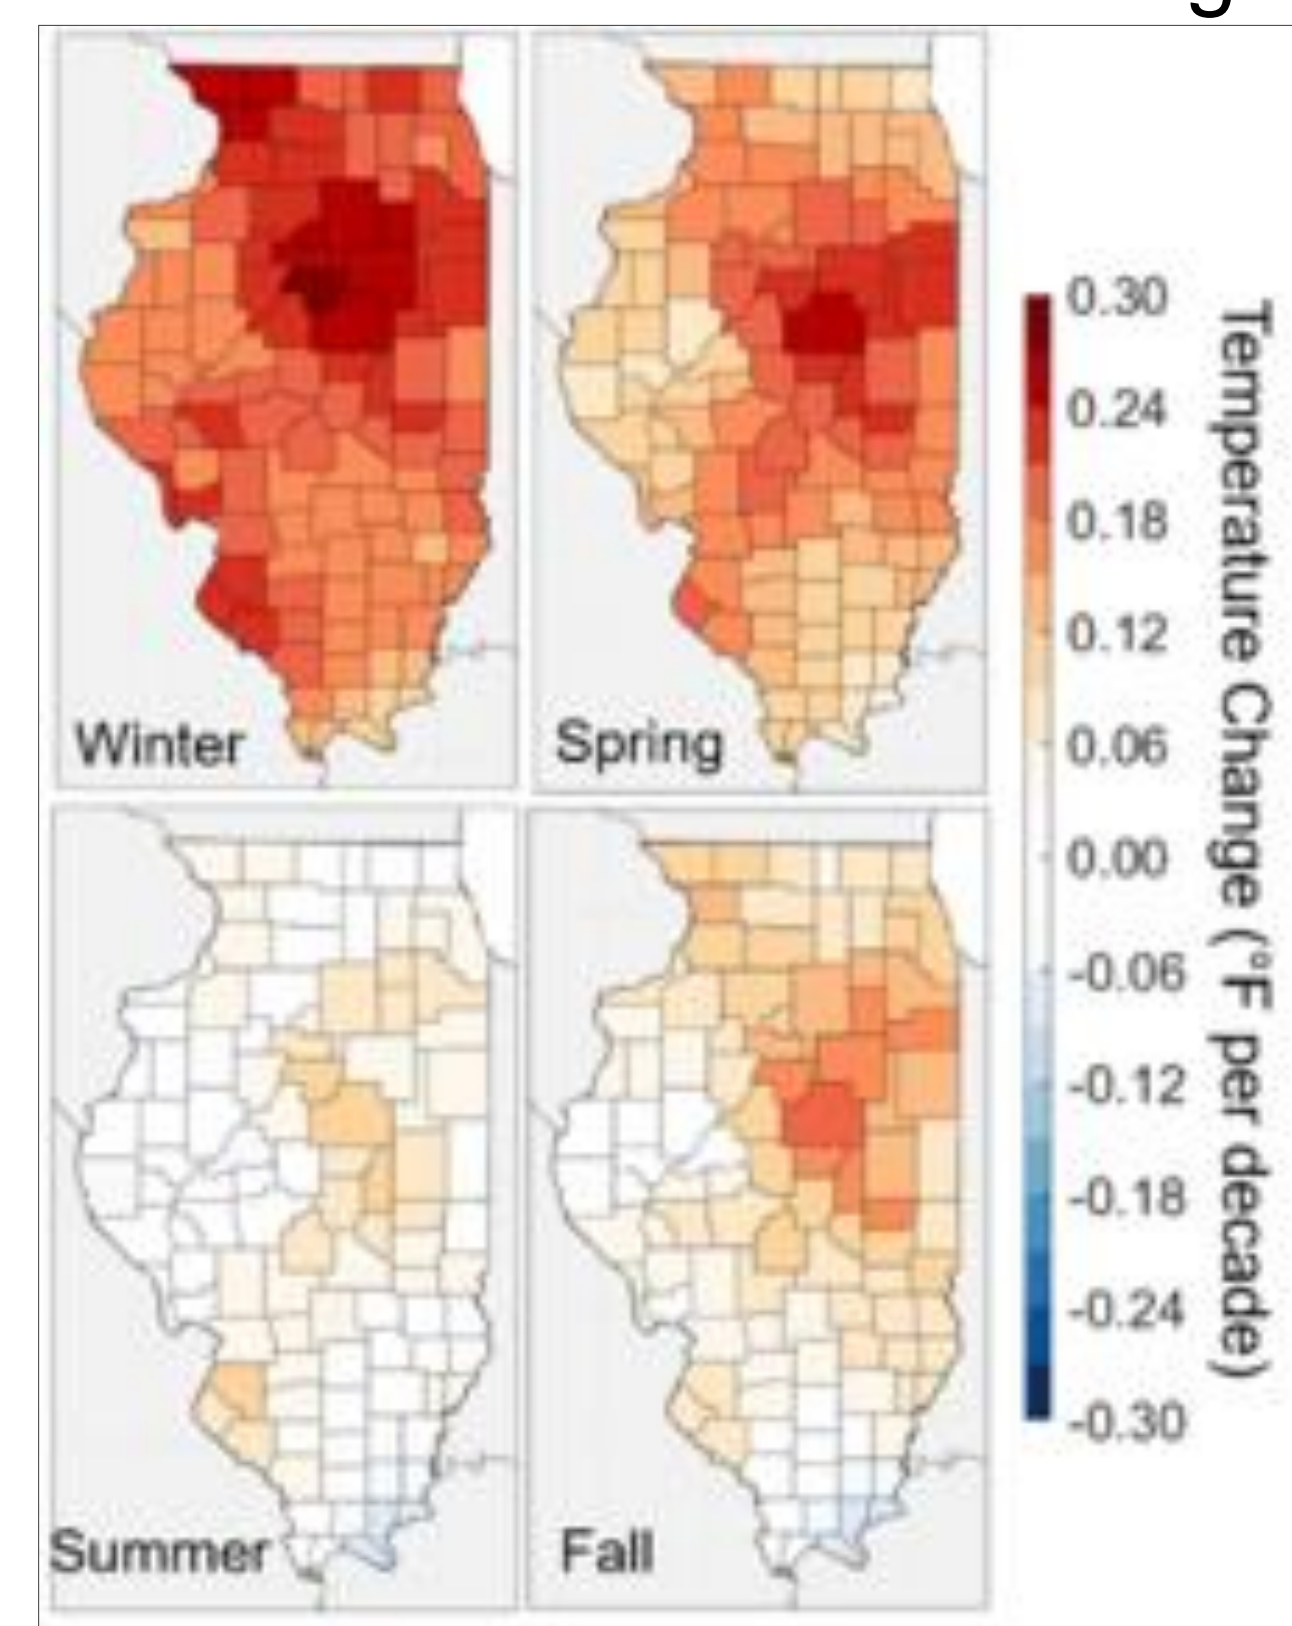 Winter
Spring
Summer
Fall
0.30
0.24
0.18
0.12
0.06
0.00
-0.06
-0.12
-0.18
-0.24
-0.30
Temperature Change (°F per decade)